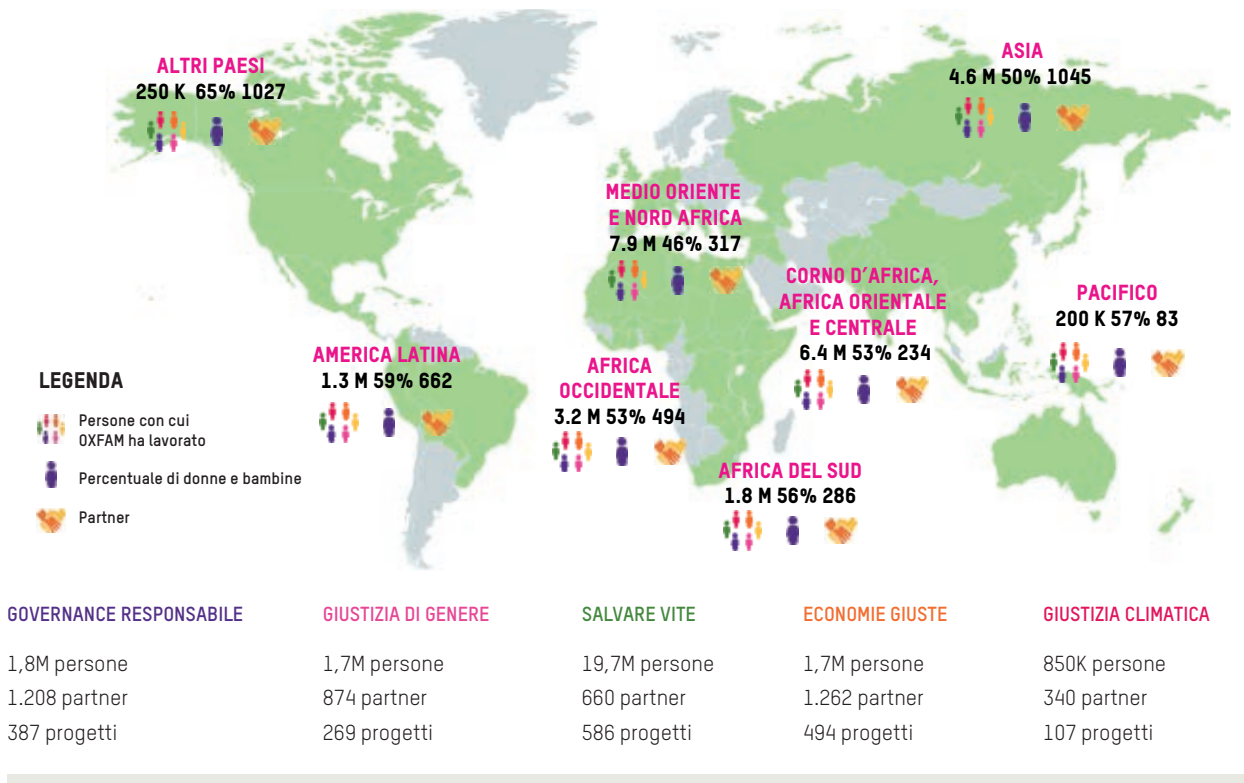 ALTRI PAESI
250 K 65% 1027
ASIA
4.6 M 50% 1045
MEDIO ORIENTE
E NORD AFRICA
7.9 M 46% 317
CORNO D'AFRICA,
AFRICA ORIENTALE
E CENTRALE
6.4 M 53% 234
PACIFICO
200 K 57% 83
AMERICA LATINA
1.3 M 59% 662
AFRICA
OCCIDENTALE
3.2 M 53% 494
AFRICA DEL SUD
1.8 M 56% 286
LEGENDA
Persone con cui
OXFAM ha lavorato
Percentuale di donne e bambine
Partner
GOVERNANCE RESPONSABILE
1,8M persone
1.208 partner
387 progetti
GIUSTIZIA DI GENERE
1,7M persone
874 partner
269 progetti
SALVARE VITE
19,7M persone
660 partner
586 progetti
ECONOMIE GIUSTE
1,7M persone
1.262 partner
494 progetti
GIUSTIZIA CLIMATICA
850K persone
340 partner
107 progetti